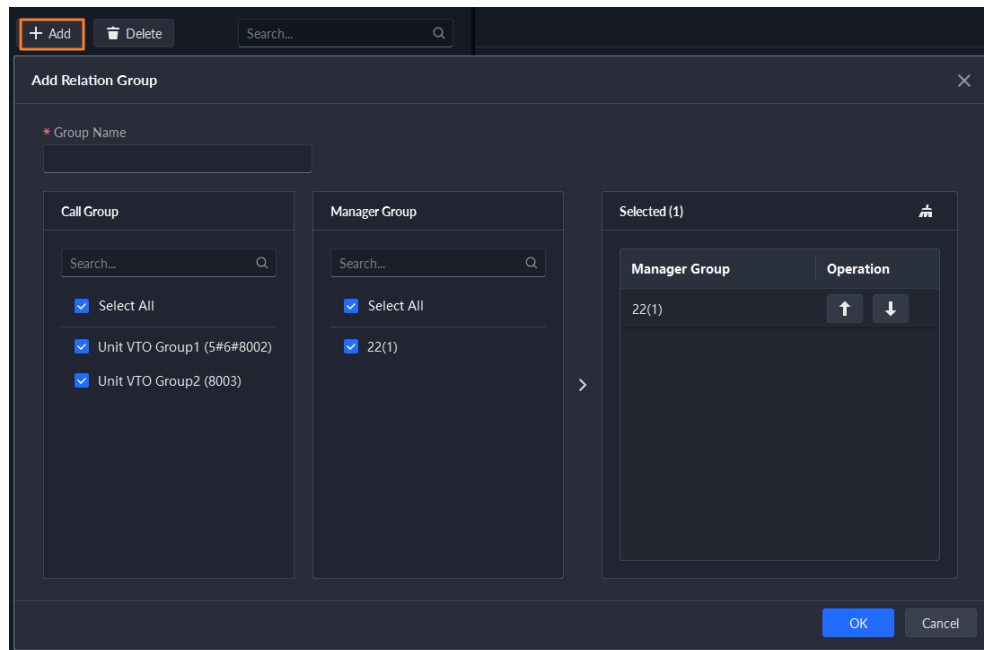 + Add Delete Search...
Add Relation Group
* Group Name
Call Group Manager Group Selected (1)
Search... Search... Manager Group Operation
Select All Select All 22(1)
Unit VTO Group1 (5#6#8002) 22(1)
Unit VTO Group2 (8003)
OK Cancel